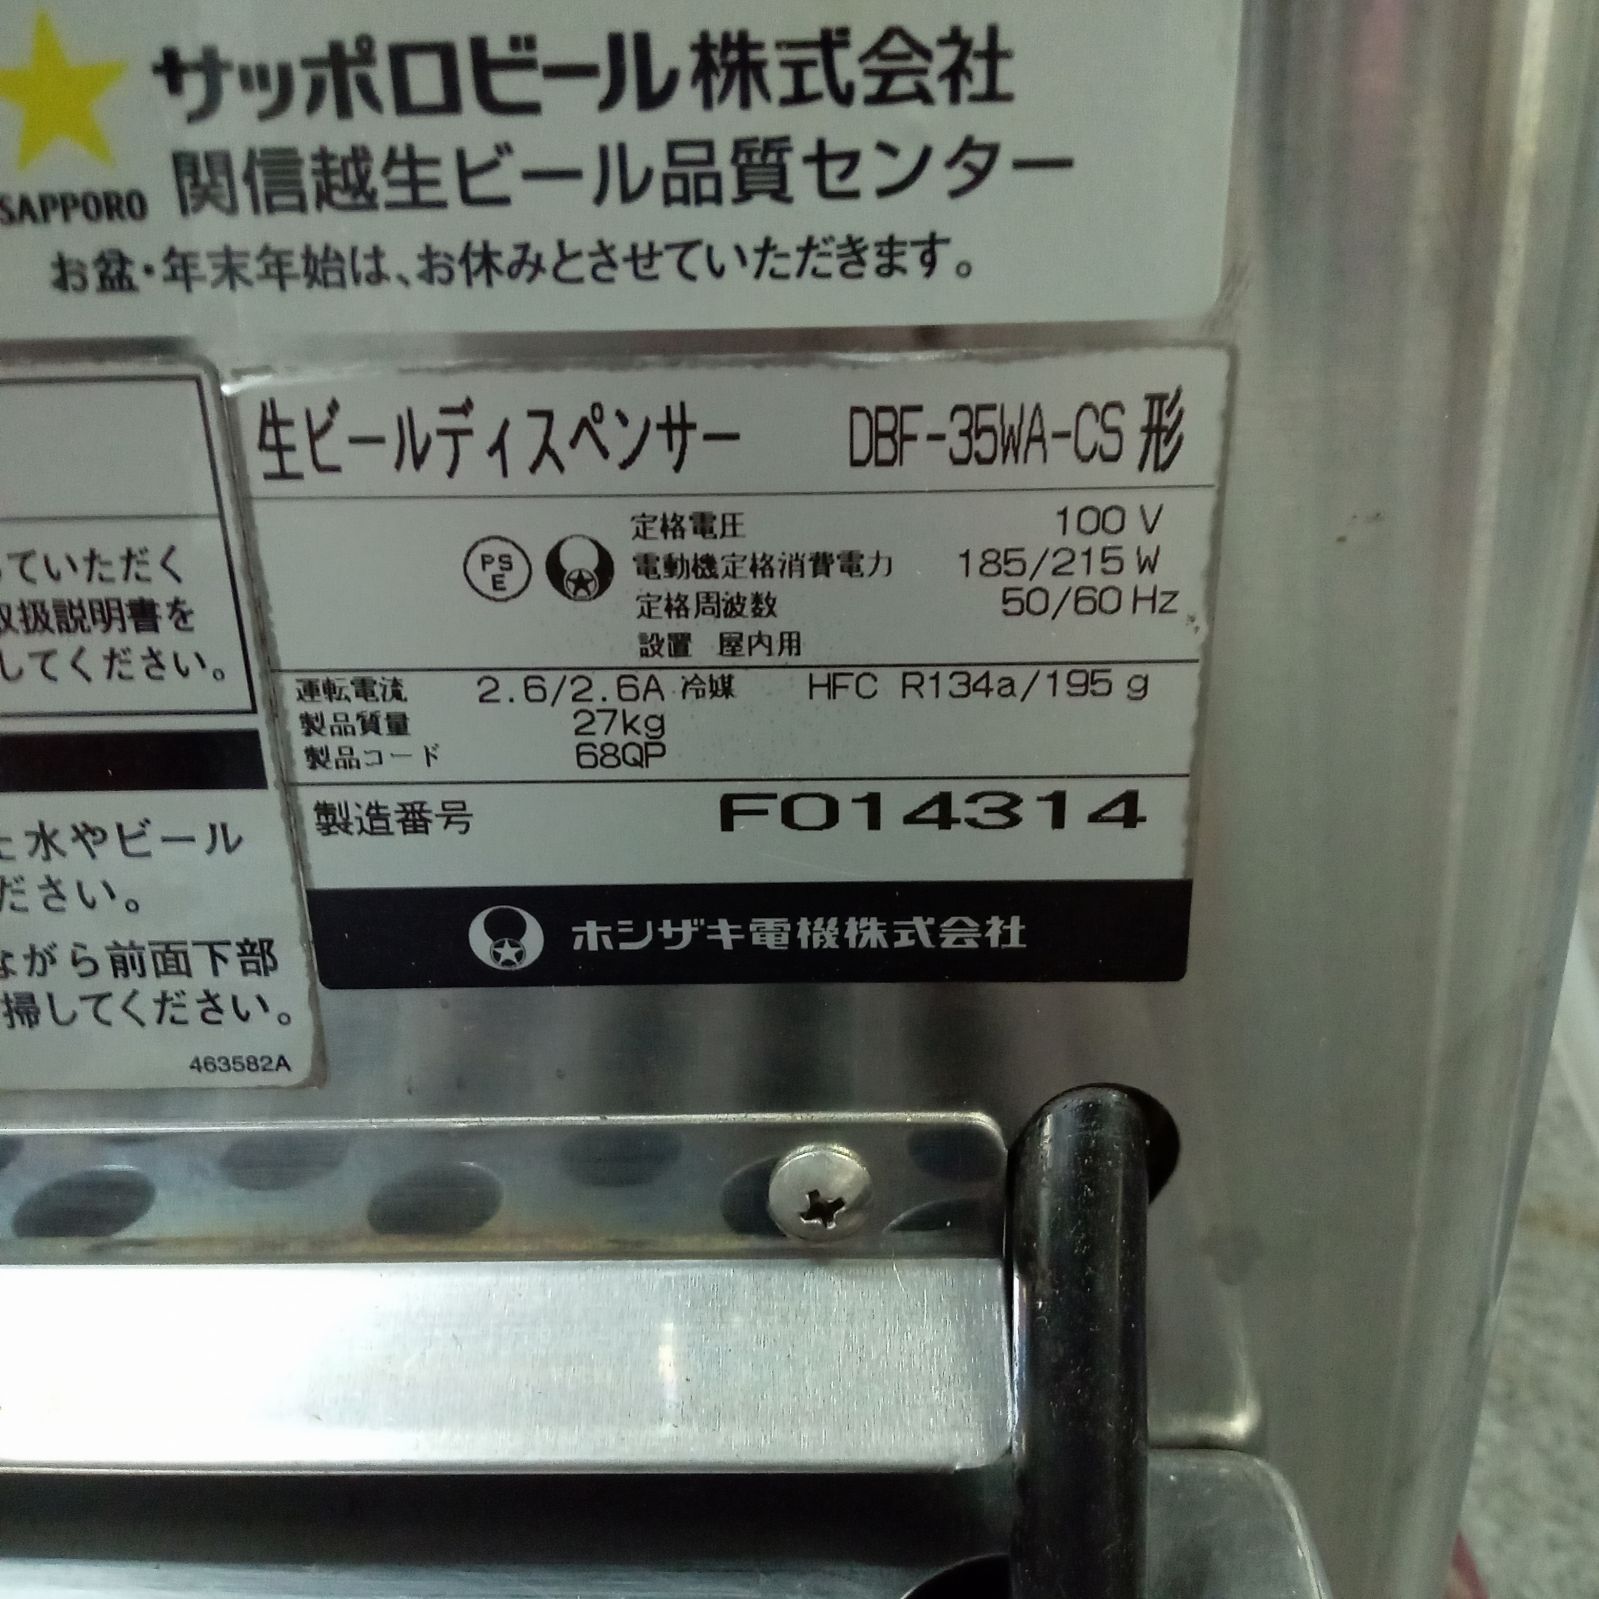 サッポロビール株式会社
SAPPORO
関信越生ビール品質センター
お盆・年末年始は、お休みとさせていただきます。
生ビールディスペンサー DBF-35WA-CS 形
PS
E
定格電圧 100 V
電動機定格消費電力 185/215 W
定格周波数 50/60 Hz
設置 屋内用
運転電流 2.6/2.6A 冷媒 HFC R134a/195 g
製品質量 27kg
製品コード 68QP
製造番号 F014314
ホシザキ電機株式会社
ていただく
取扱説明書を
してください。
水やビール
ださい。
ながら前面下部
掃してください。
463582A